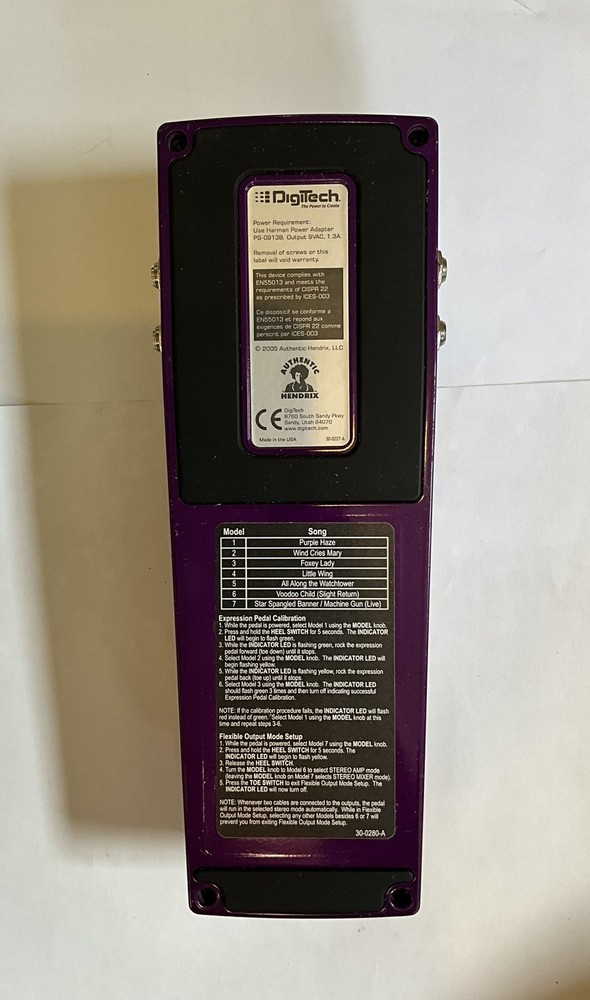 DigiTech
The Power to Create
Power Requirement:
Use Harman Power Adapter
PS-0913B. Output 9VAC, 1.3A.
Removal of screws or this
label will void warranty.
This device complies with
EN55013 and meets the
requirements of CISPR 22
as prescribed by ICES-003
Ce dispositif se conforme a
EN55013 et repond aux
exigences de CISPR 22 comme
perscrit par ICES-003
© 2005 Authentic Hendrix, LLC
AUTHENTIC
HENDRIX
CE
DigiTech
8760 South Sandy Pkwy
Sandy, Utah 84070
www.digitech.com
Made in the USA 30-0227-A
Model Song
1 Purple Haze
2 Wind Cries Mary
3 Foxey Lady
4 Little Wing
5 All Along the Watchtower
6 Voodoo Child (Slight Return)
7 Star Spangled Banner / Machine Gun (Live)
Expression Pedal Calibration
1. While the pedal is powered, select Model 1 using the MODEL knob.
2. Press and hold the HEEL SWITCH for 5 seconds. The INDICATOR
LED will begin to flash green.
3. While the INDICATOR LED is flashing green, rock the expression
pedal forward (toe down) until it stops.
4. Select Model 2 using the MODEL knob. The INDICATOR LED will
begin flashing yellow.
5. While the INDICATOR LED is flashing yellow, rock the expression
pedal back (toe up) until it stops.
6. Select Model 3 using the MODEL knob. The INDICATOR LED
should flash green 3 times and then turn off indicating successful
Expression Pedal Calibration.
NOTE: If the calibration procedure fails, the INDICATOR LED will flash
red instead of green. Select Model 1 using the MODEL knob at this
time and repeat steps 3-6.
Flexible Output Mode Setup
1. While the pedal is powered, select Model 7 using the MODEL knob.
2. Press and hold the HEEL SWITCH for 5 seconds. The
INDICATOR LED will begin to flash yellow.
3. Release the HEEL SWITCH.
4. Turn the MODEL knob to Model 6 to select STEREO AMP mode
(leaving the MODEL knob on Model 7 selects STEREO MIXER mode).
5. Press the TOE SWITCH to exit Flexible Output Mode Setup. The
INDICATOR LED will now turn off.
NOTE: Whenever two cables are connected to the outputs, the pedal
will run in the selected stereo mode automatically. While in Flexible
Output Mode Setup, selecting any other Models besides 6 or 7 will
prevent you from exiting Flexible Output Mode Setup.
30-0280-A